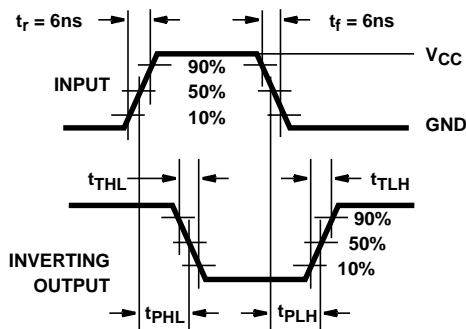 tr = 6ns
tf = 6ns
VCC
90%
INPUT
50%
10%
GND
tTHL
tTLH
90%
50%
INVERTING
OUTPUT
10%
tPHL
tPLH